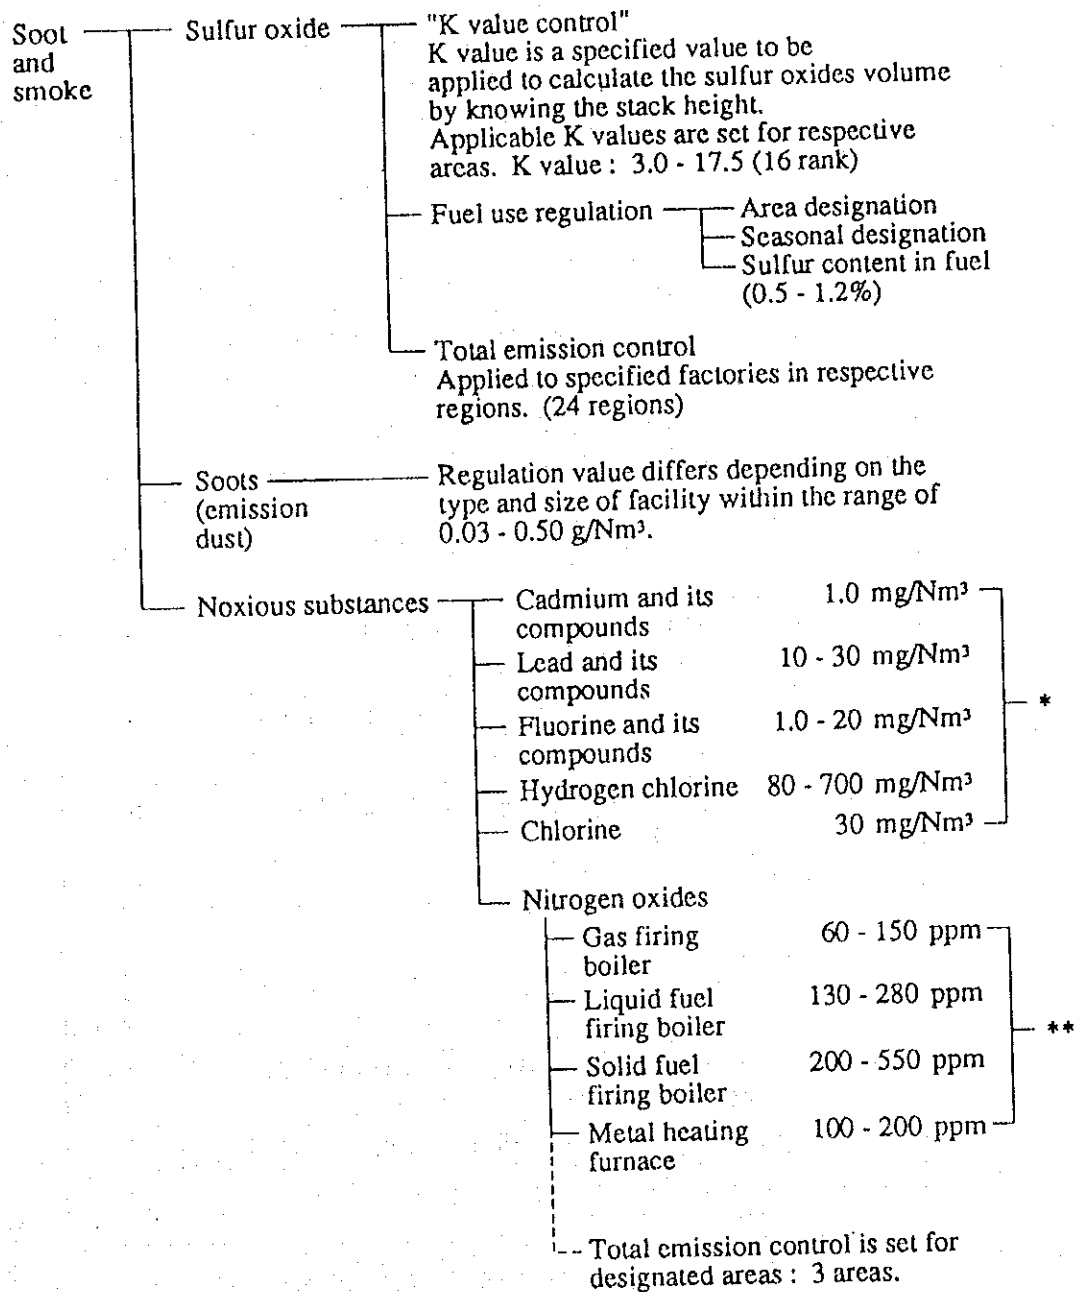 Soot and smoke
Sulfur oxide
"K value control"
K value is a specified value to be
applied to calculate the sulfur oxides volume
by knowing the stack height.
Applicable K values are set for respective
areas. K value : 3.0 - 17.5 (16 rank)
Fuel use regulation
Area designation
Seasonal designation
Sulfur content in fuel
(0.5 - 1.2%)
Total emission control
Applied to specified factories in respective
regions. (24 regions)
Soots
(emission
dust)
Regulation value differs depending on the
type and size of facility within the range of
0.03 - 0.50 g/Nm³.
Noxious substances
Cadmium and its 1.0 mg/Nm³
compounds
Lead and its 10 - 30 mg/Nm³
compounds
*
Fluorine and its 1.0 - 20 mg/Nm³
compounds
Hydrogen chlorine 80 - 700 mg/Nm³
Chlorine 30 mg/Nm³
Nitrogen oxides
Gas firing 60 - 150 ppm
boiler
Liquid fuel 130 - 280 ppm
firing boiler
**
Solid fuel 200 - 550 ppm
firing boiler
Metal heating 100 - 200 ppm
furnace
Total emission control is set for
designated areas : 3 areas.